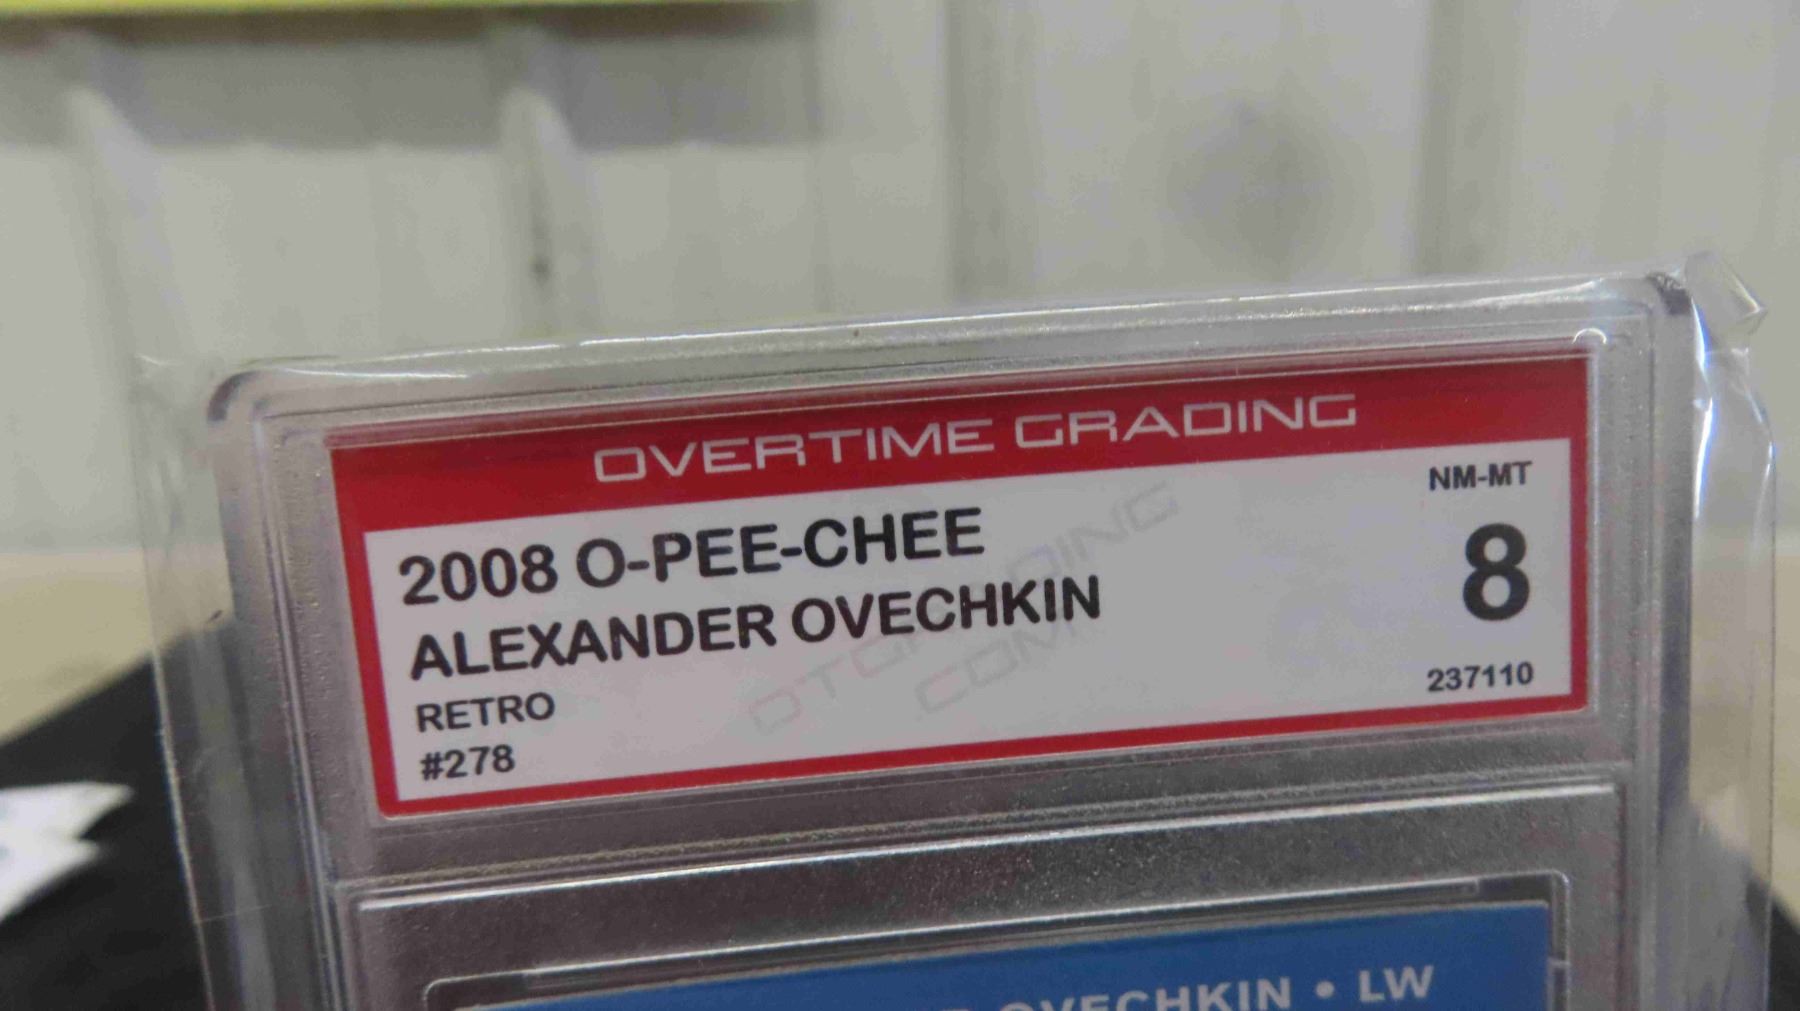 OVERTIME GRADING
2008 O-PEE-CHEE
ALEXANDER OVECHKIN
RETRO
#278
NM-MT
8
237110
OVECHKIN • LW